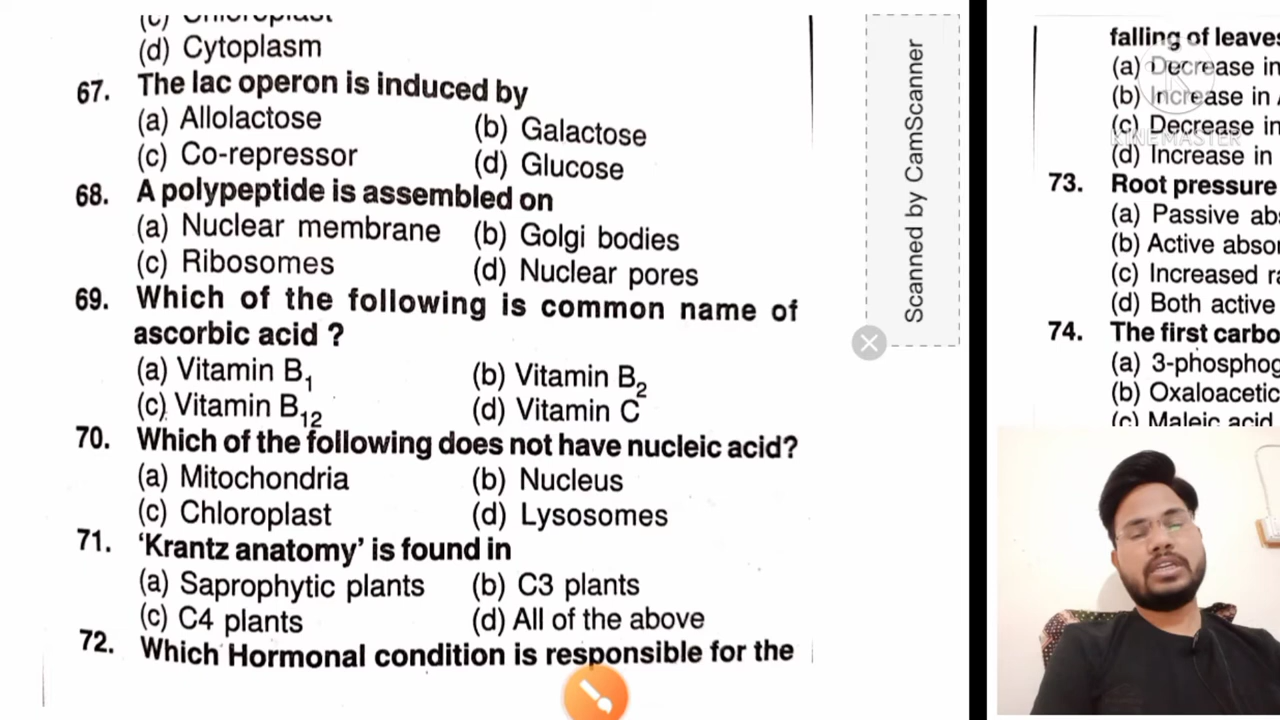 (c) Chloroplast
(d) Cytoplasm
67. The lac operon is induced by
(a) Allolactose (b) Galactose
(c) Co-repressor (d) Glucose
68. A polypeptide is assembled on
(a) Nuclear membrane (b) Golgi bodies
(c) Ribosomes (d) Nuclear pores
69. Which of the following is common name of
ascorbic acid ?
(a) Vitamin B1 (b) Vitamin B2
(c) Vitamin B12 (d) Vitamin C
70. Which of the following does not have nucleic acid?
(a) Mitochondria (b) Nucleus
(c) Chloroplast (d) Lysosomes
71. ‘Krantz anatomy’ is found in
(a) Saprophytic plants (b) C3 plants
(c) C4 plants (d) All of the above
72. Which Hormonal condition is responsible for the
Scanned by CamScanner
falling of leaves
(a) Decrease in
(b) Increase in
(c) Decrease in
(d) Increase in
KINEMASTER
73. Root pressure
(a) Passive
(b) Active
(c) Increased
(d) Both active
74. The first
(a)
(b) Oxaloacetic
(c) Maleic acid